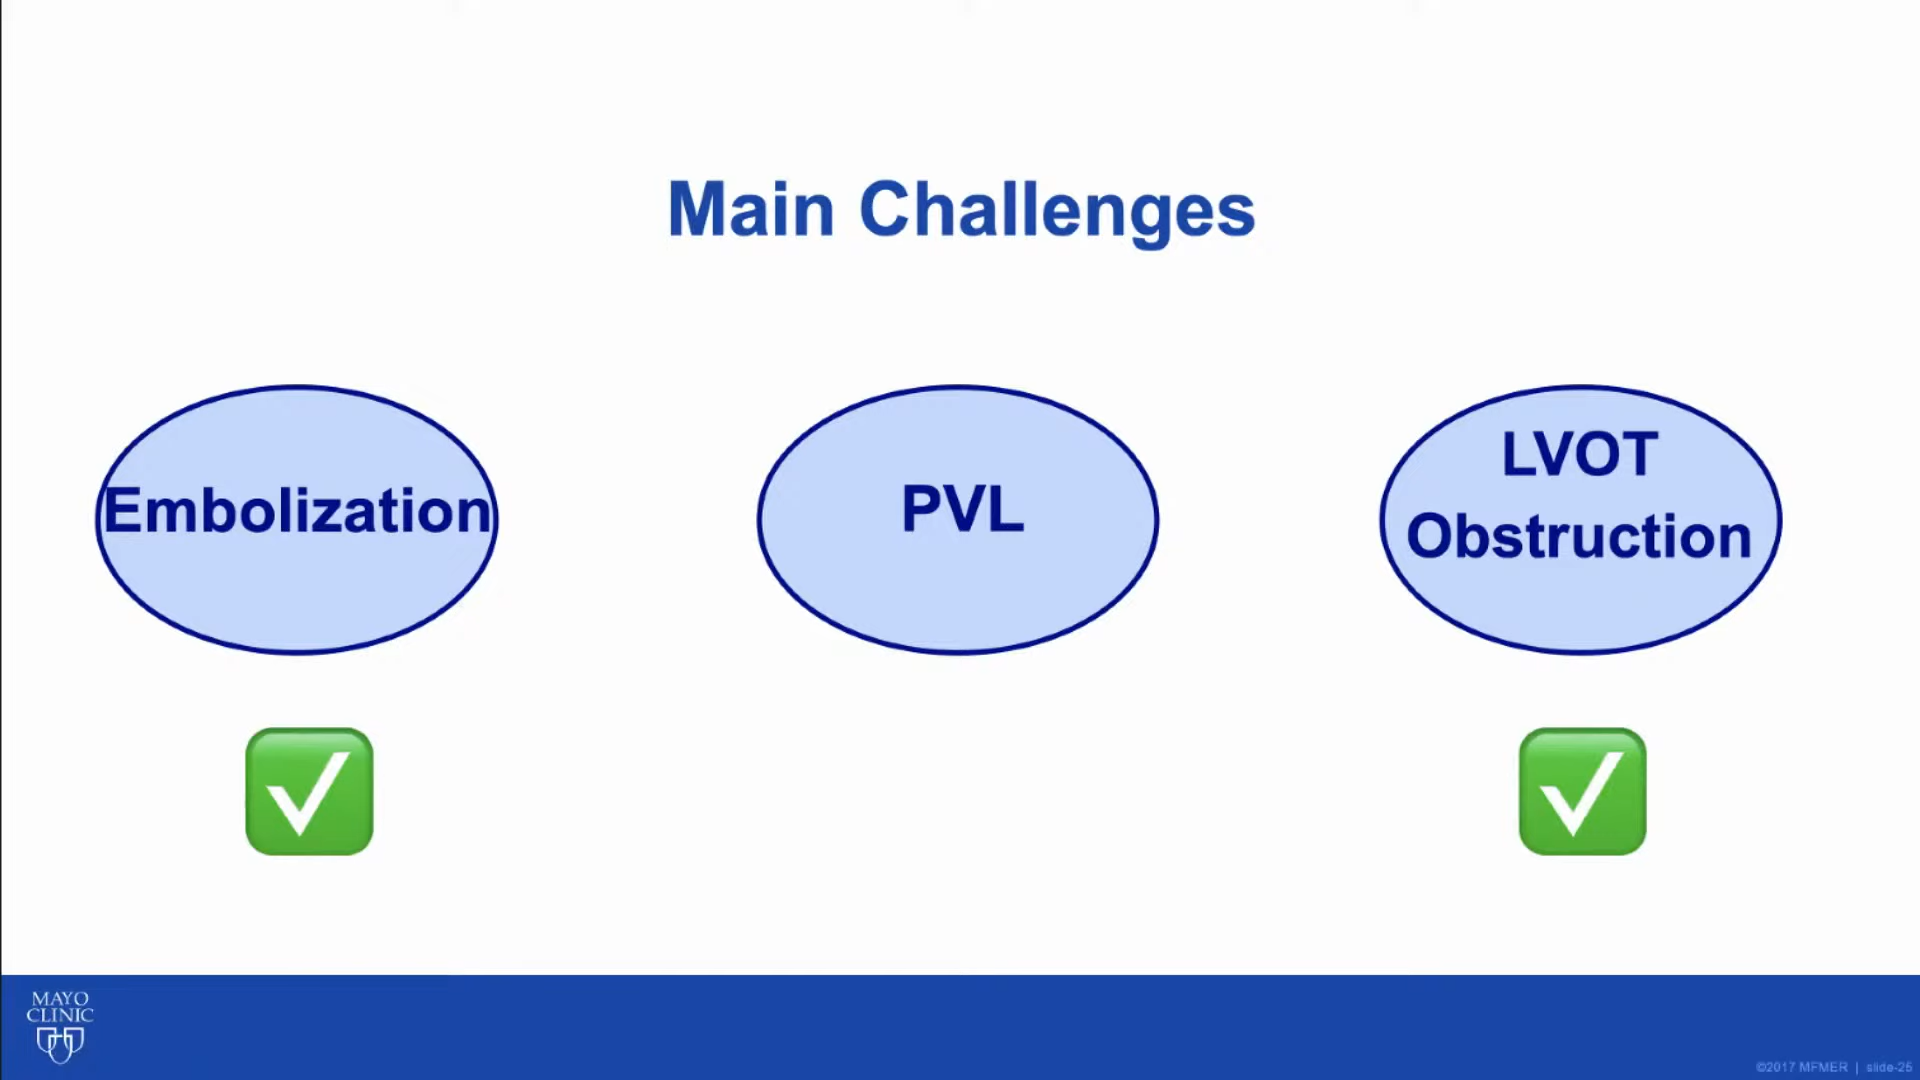 Main Challenges
Embolization
PVL
LVOT
Obstruction
MAYO
CLINIC
©2017 MFMER | slide-25